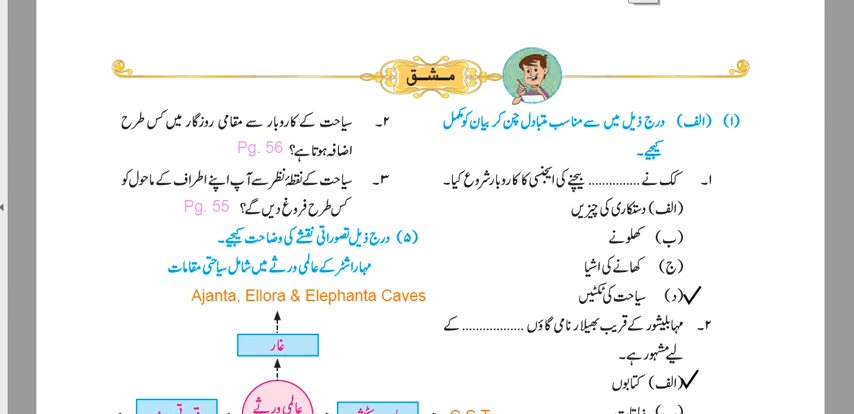 مشق
(۱) (الف) درج ذیل میں سے مناسب متبادل چن کر بیان کو مکمل
کیجیے۔
۱۔ کک نے ............... بیچنے کی ایجنسی کا کاروبار شروع کیا۔
(الف) دستکاری کی چیزیں
(ب) کھلونے
(ج) کھانے کی اشیا
(د) سیاحت کی ٹکٹیں
۲۔ مہابلیشور کے قریب بھیلار نامی گاؤں .................. کے
لیے مشہور ہے۔
(الف) کتابوں
۲۔ سیاحت کے کاروبار سے مقامی روزگار میں کس طرح
اضافہ ہوتا ہے؟ Pg. 56
۳۔ سیاحت کے نقطۂ نظر سے آپ اپنے اطراف کے ماحول کو
کس طرح فروغ دیں گے؟ Pg. 55
(۵) درج ذیل تصوراتی نقشے کی وضاحت کیجیے۔
مہاراشٹر کے عالمی ورثے میں شامل سیاحتی مقامات
Ajanta, Ellora & Elephanta Caves
غار
عالمی ورثے